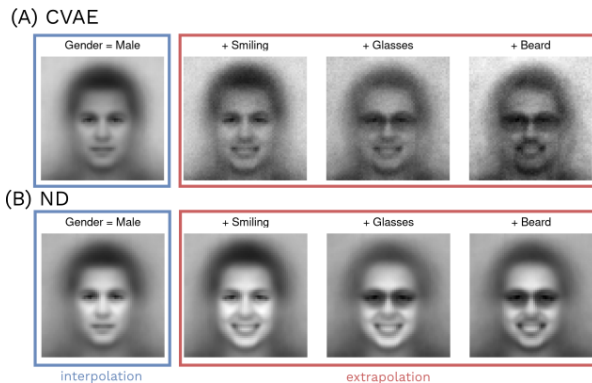 (A) CVAE
Gender = Male
+ Smiling
+ Glasses
+ Beard
(B) ND
Gender = Male
+ Smiling
+ Glasses
+ Beard
interpolation
extrapolation